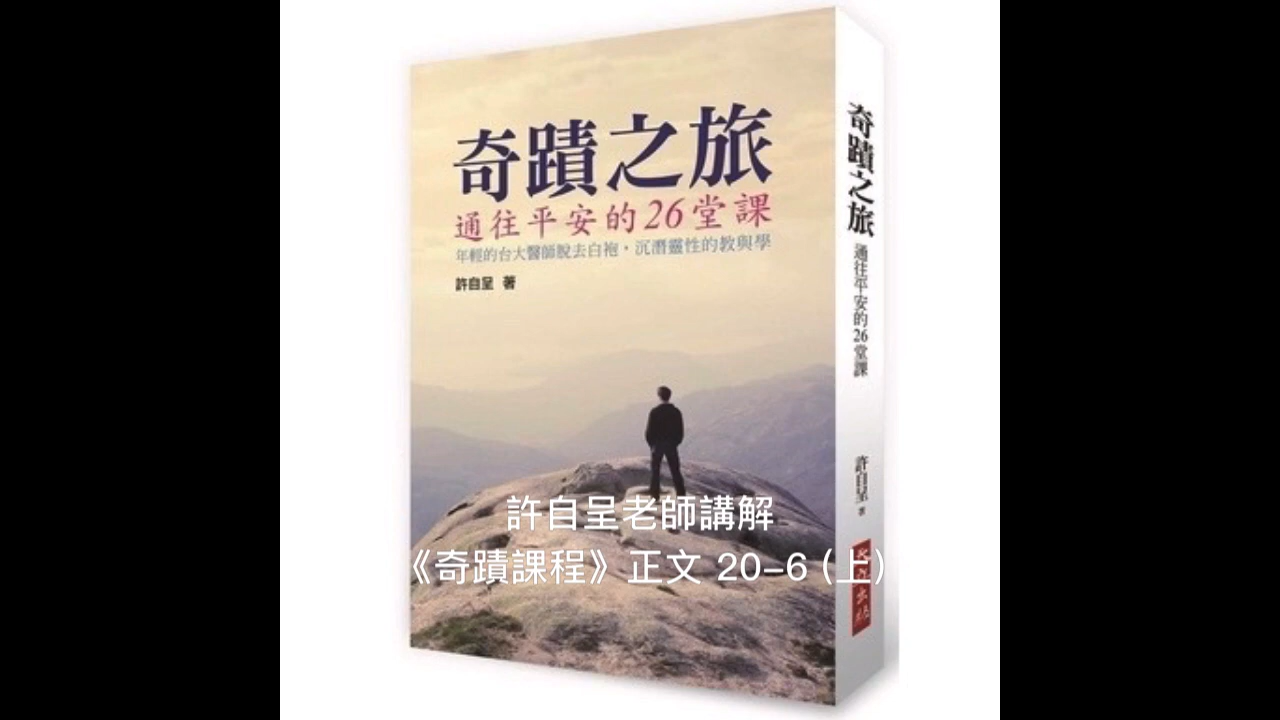 奇蹟之旅
通往平安的26堂課
年輕的台大醫師脫去白袍，沉潛靈性的教與學
許自呈 著
奇蹟之旅
通往平安的26堂課
許自呈 著
許自呈老師講解
《奇蹟課程》正文 20-6 (上)